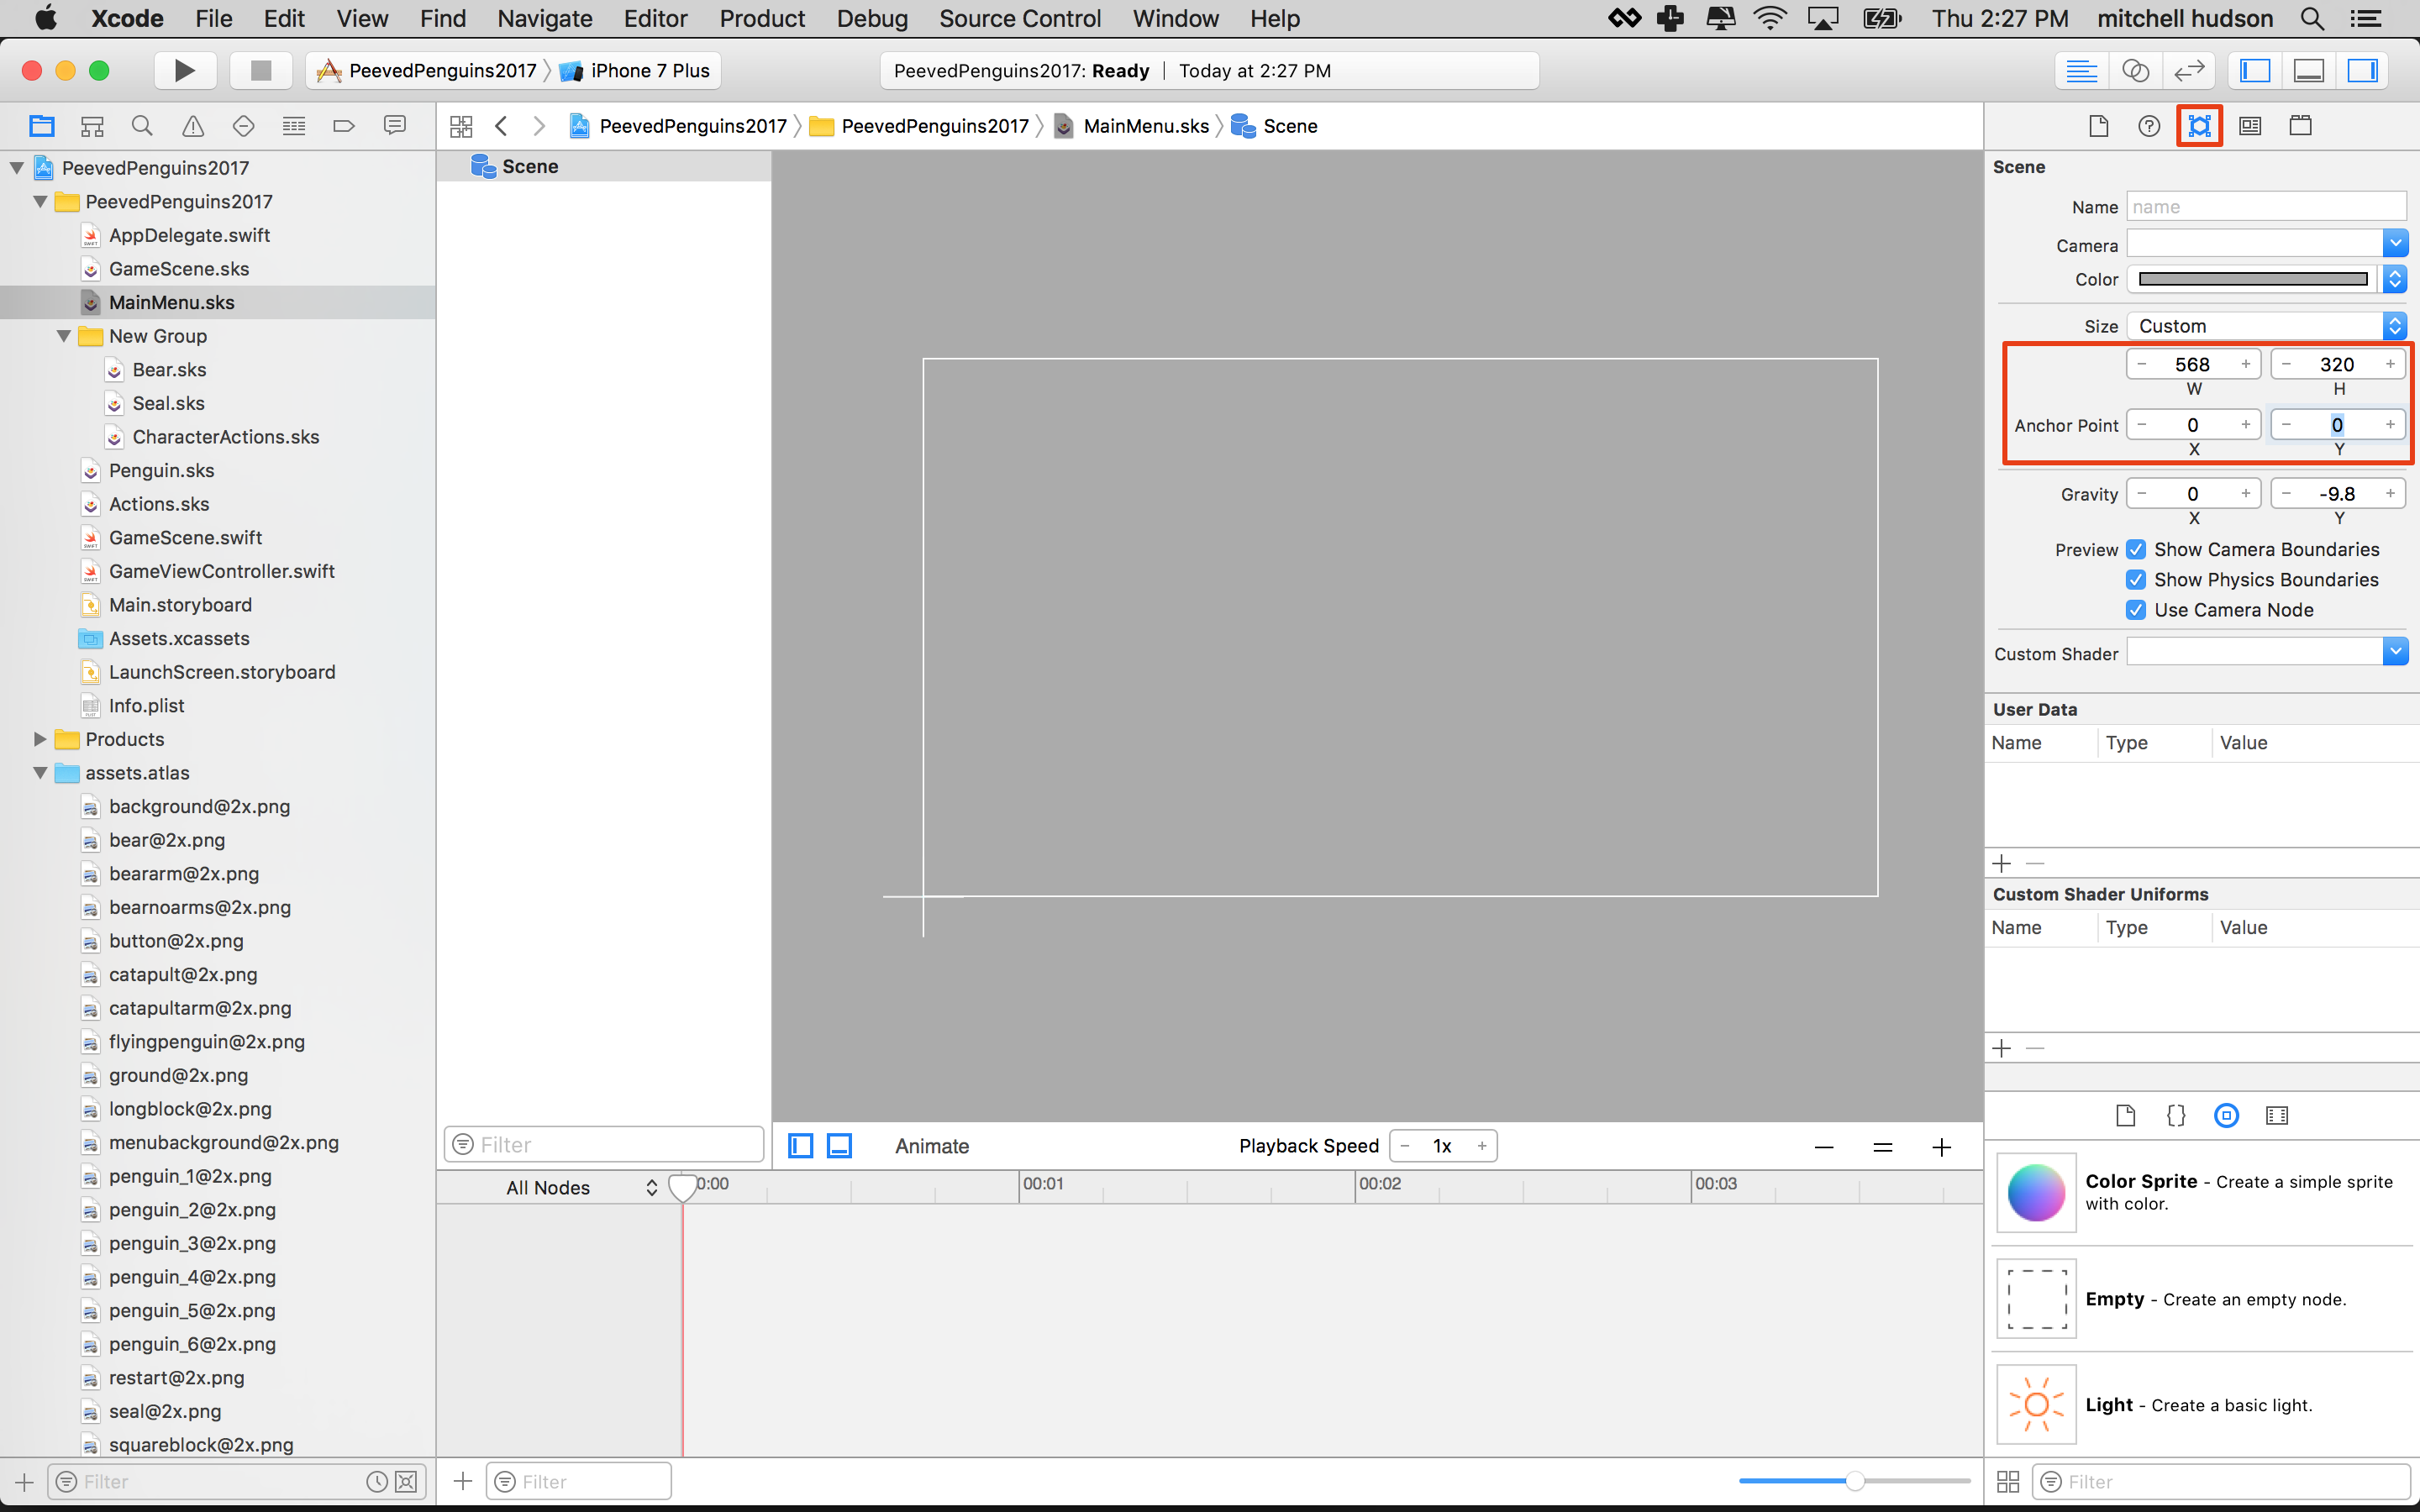 Xcode File Edit View Find Navigate Editor Product Debug Source Control Window Help Thu 2:27 PM mitchell hudson
PeevedPenguins2017 iPhone 7 Plus PeevedPenguins2017: Ready Today at 2:27 PM
PeevedPenguins2017 PeevedPenguins2017 MainMenu.sks Scene
PeevedPenguins2017
PeevedPenguins2017
AppDelegate.swift
GameScene.sks
MainMenu.sks
New Group
Bear.sks
Seal.sks
CharacterActions.sks
Penguin.sks
Actions.sks
GameScene.swift
GameViewController.swift
Main.storyboard
Assets.xcassets
LaunchScreen.storyboard
Info.plist
Products
assets.atlas
background@2x.png
bear@2x.png
beararm@2x.png
bearnoarms@2x.png
button@2x.png
catapult@2x.png
catapultarm@2x.png
flyingpenguin@2x.png
ground@2x.png
longblock@2x.png
menubackground@2x.png
penguin_1@2x.png
penguin_2@2x.png
penguin_3@2x.png
penguin_4@2x.png
penguin_5@2x.png
penguin_6@2x.png
restart@2x.png
seal@2x.png
squareblock@2x.png
Filter
Scene
Filter
Animate Playback Speed - 1x +
All Nodes 0:00 00:01 00:02 00:03
Filter
Scene
Name name
Camera
Color
Size Custom
- 568 + - 320 +
W H
Anchor Point - 0 + - 0 +
X Y
Gravity - 0 + - -9.8 +
X Y
Preview Show Camera Boundaries
Show Physics Boundaries
Use Camera Node
Custom Shader
User Data
Name Type Value
Custom Shader Uniforms
Name Type Value
Color Sprite - Create a simple sprite
with color.
Empty - Create an empty node.
Light - Create a basic light.
Filter